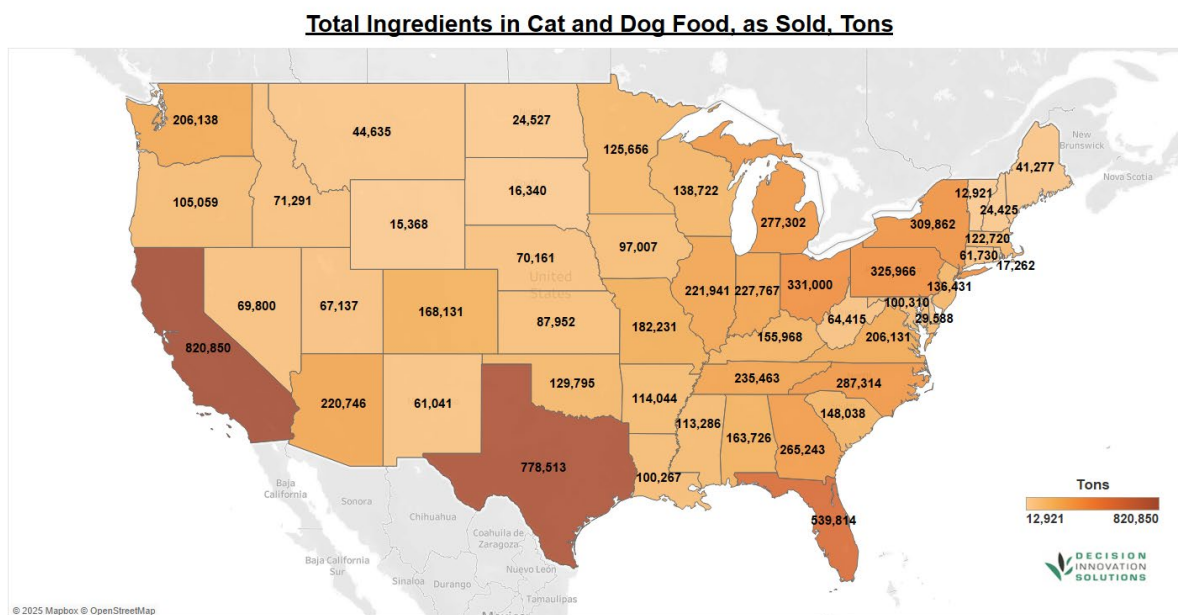 Total Ingredients in Cat and Dog Food, as Sold, Tons
New
Brunswick
Nova Scotia
206,138
44,635
24,527
125,656
41,277
105,059
71,291
15,368
16,340
138,722
277,302
12,921
24,425
309,862
122,720
61,730
17,262
70,161
United
States
97,007
325,966
136,431
69,800
67,137
168,131
87,952
221,941
227,767
331,000
100,310
29,588
64,415
206,131
820,850
182,231
155,968
220,746
61,041
129,795
114,044
235,463
287,314
148,038
113,286
163,726
265,243
778,513
100,267
539,814
Baja
California
Sonora
Chihuahua
Coahuila de
Zaragoza
Baja California
Sur
Sinaloa
Durango
Nuevo León
Tamaulipas
Tons
12,921
820,850
DECISION
INNOVATION
SOLUTIONS
© 2025 Mapbox © OpenStreetMap